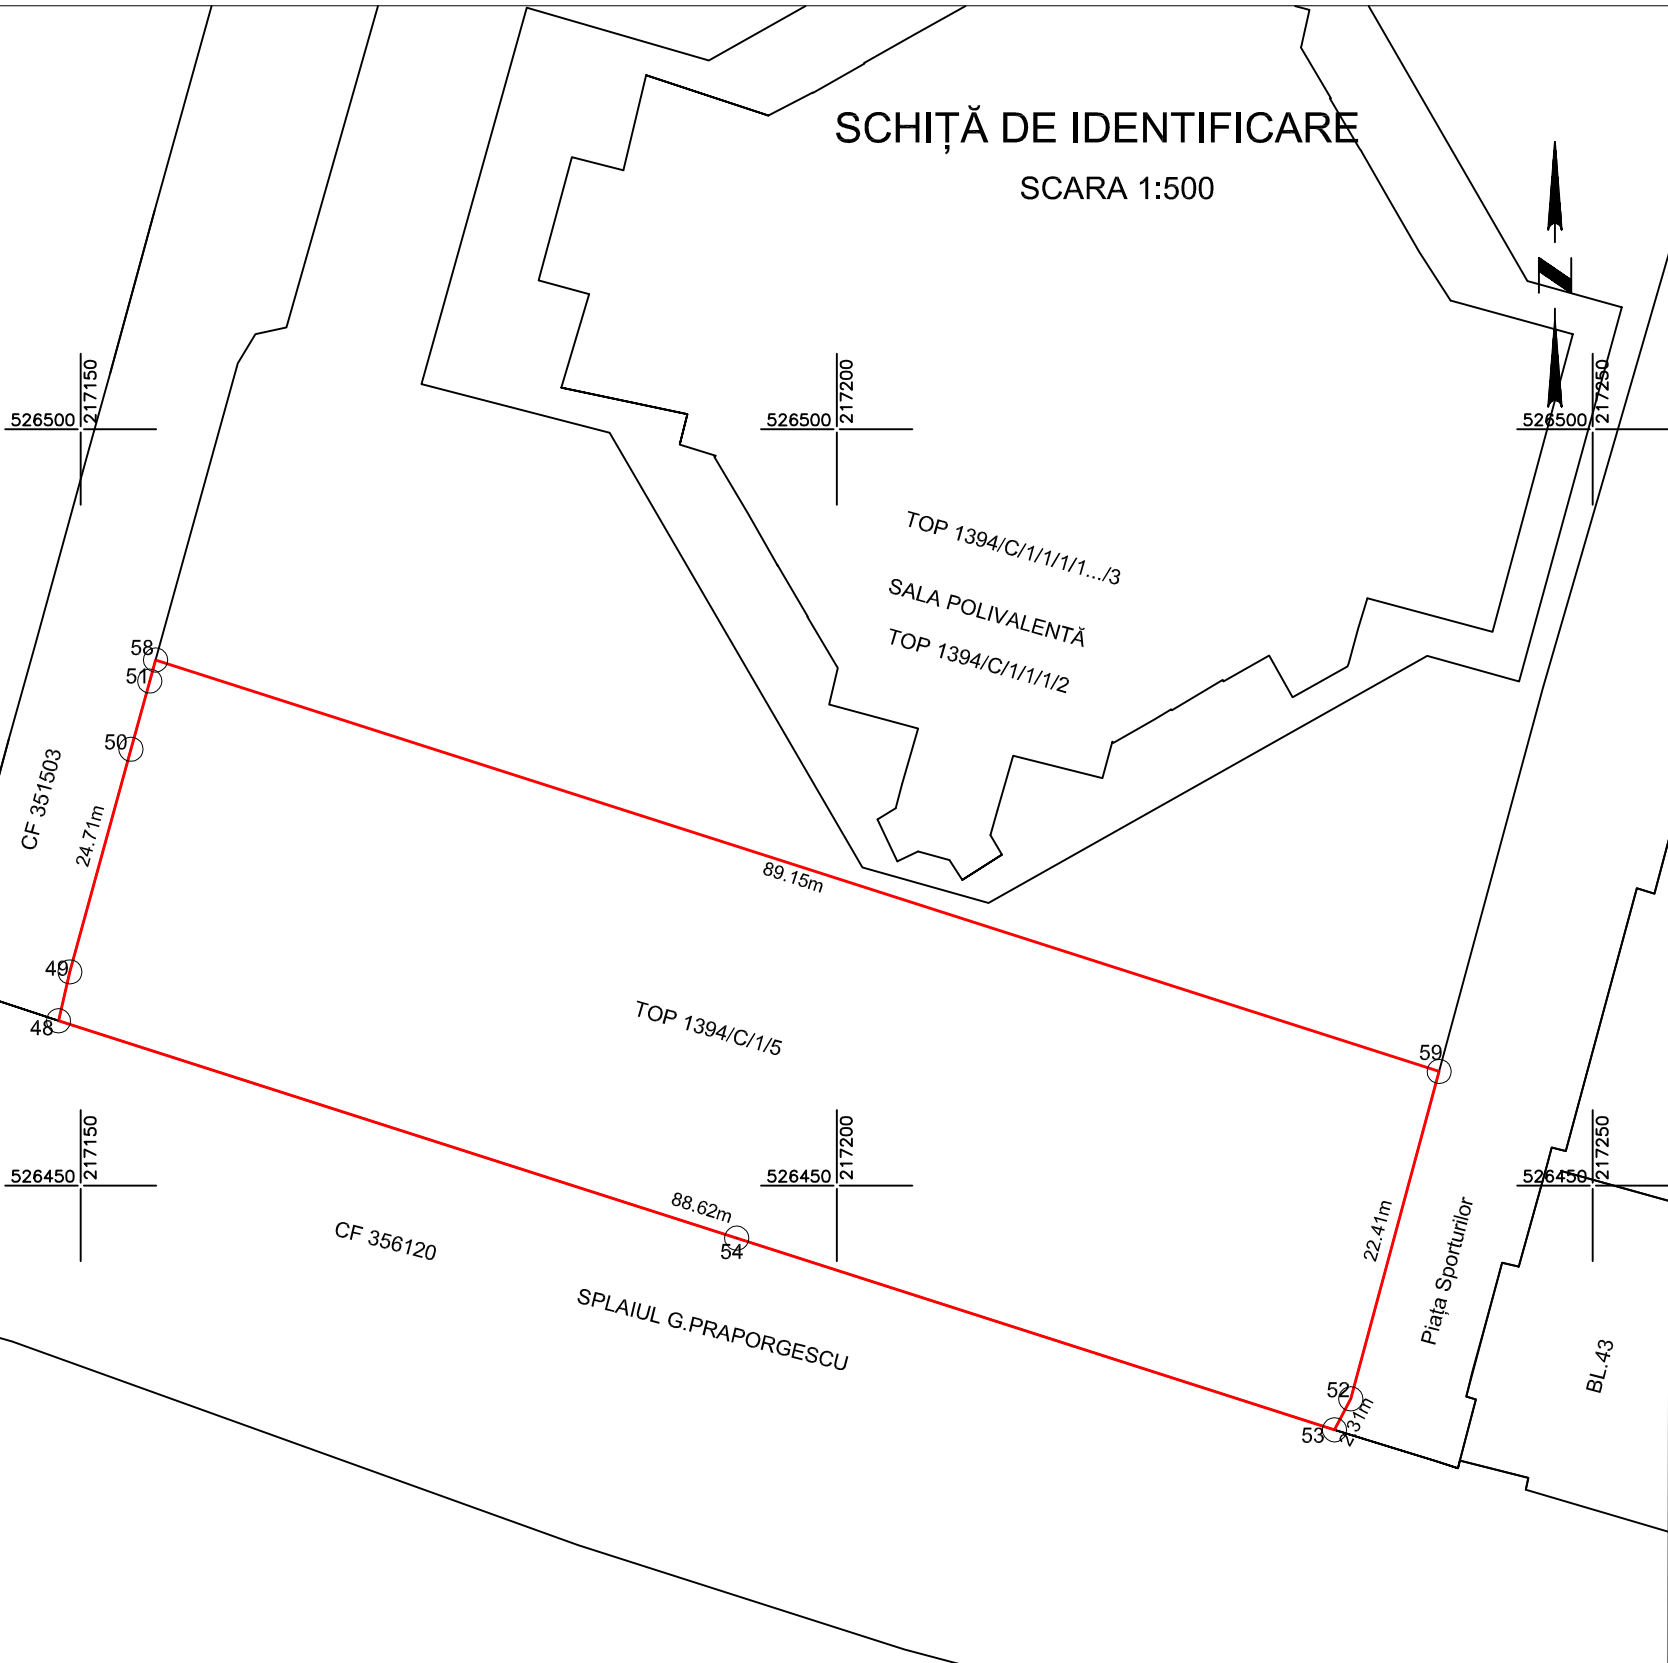 SCHIȚĂ DE IDENTIFICARE
SCARA 1:500
N
217150
526500
217200
526500
217250
526500
TOP 1394/C/1/1/1/1.../3
SALA POLIVALENTĂ
TOP 1394/C/1/1/1/2
58
51
50
CF 351503
24.71m
89.15m
49
48
TOP 1394/C/1/5
59
217150
526450
217200
526450
217250
526450
88.62m
54
CF 356120
22.41m
Piața Sporturilor
SPLAIUL G.PRAPORGESCU
BL.43
52
2.31m
53